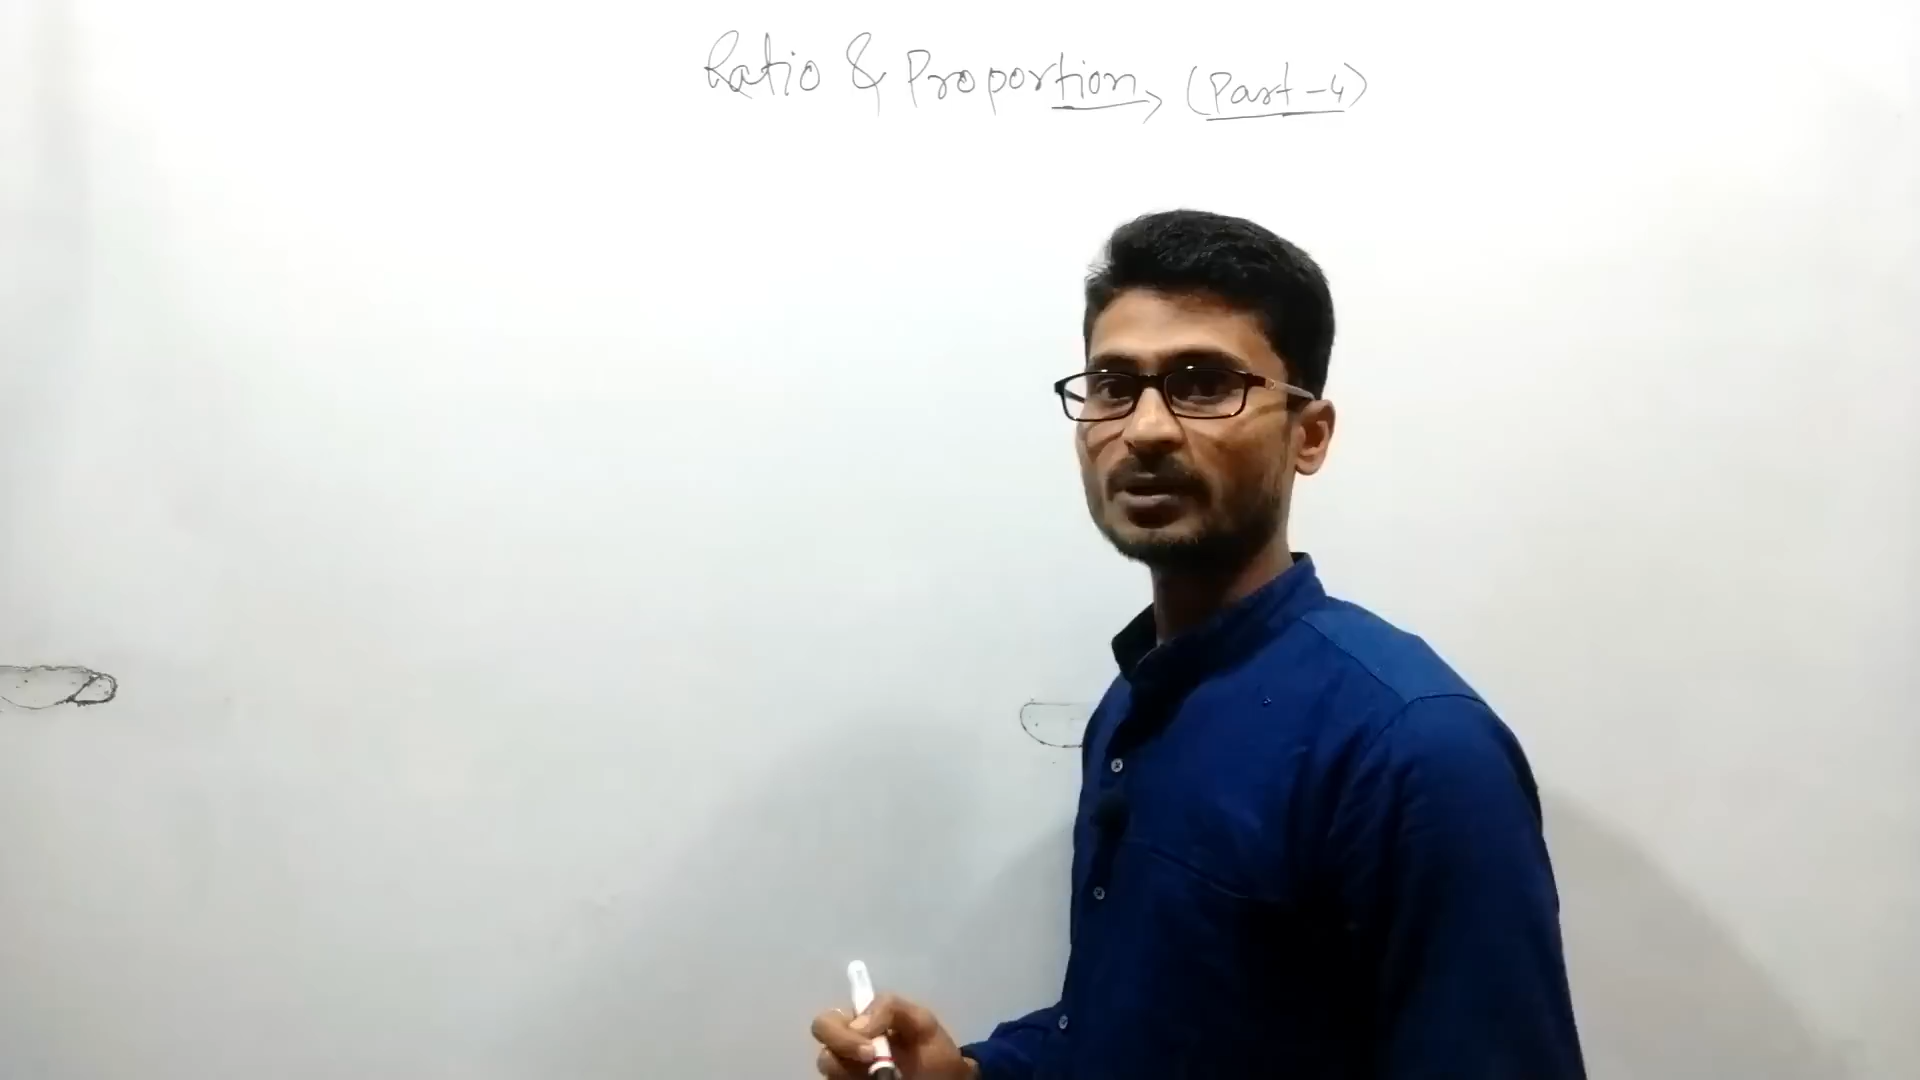 Ratio & Proportion → (Part-4)